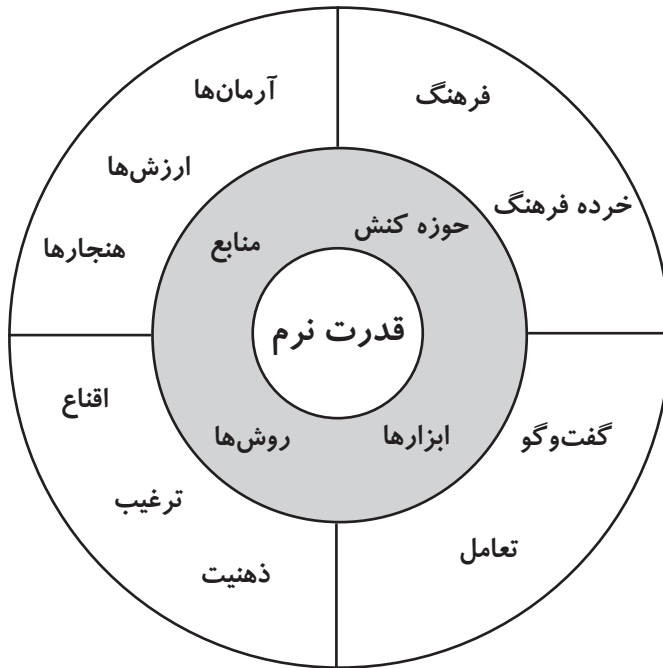 آرمان‌ها
ارزش‌ها
هنجارها
فرهنگ
خرده فرهنگ
منابع
حوزه کنش
قدرت نرم
روش‌ها
ابزارها
اقناع
ترغیب
ذهنیت
گفت‌وگو
تعامل